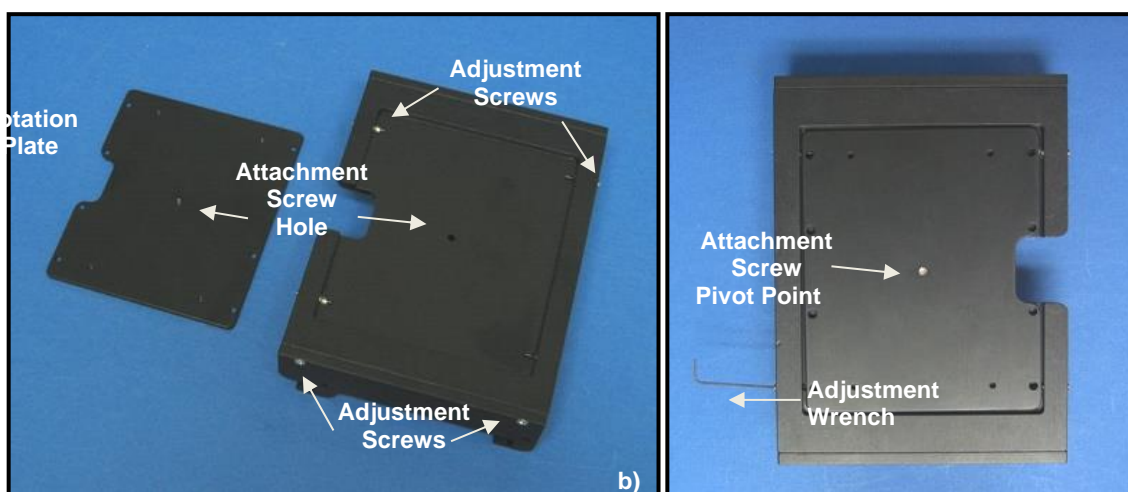 otation
Plate
Adjustment
Screws
Attachment
Screw
Hole
Adjustment
Screws
b)
Attachment
Screw
Pivot Point
Adjustment
Wrench